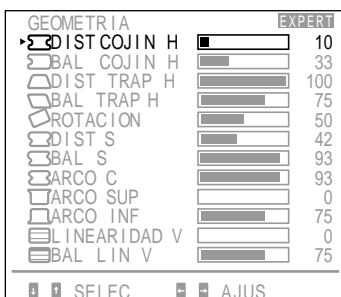 GEOMETRIA EXPERT
DIST COJIN H 10
BAL COJIN H 33
DIST TRAP H 100
BAL TRAP H 75
ROTACION 50
DIST S 42
BAL S 93
ARCO C 93
ARCO SUP 0
ARCO INF 75
LINEARIDAD V 0
BAL LIN V 75
SELEC AJUS